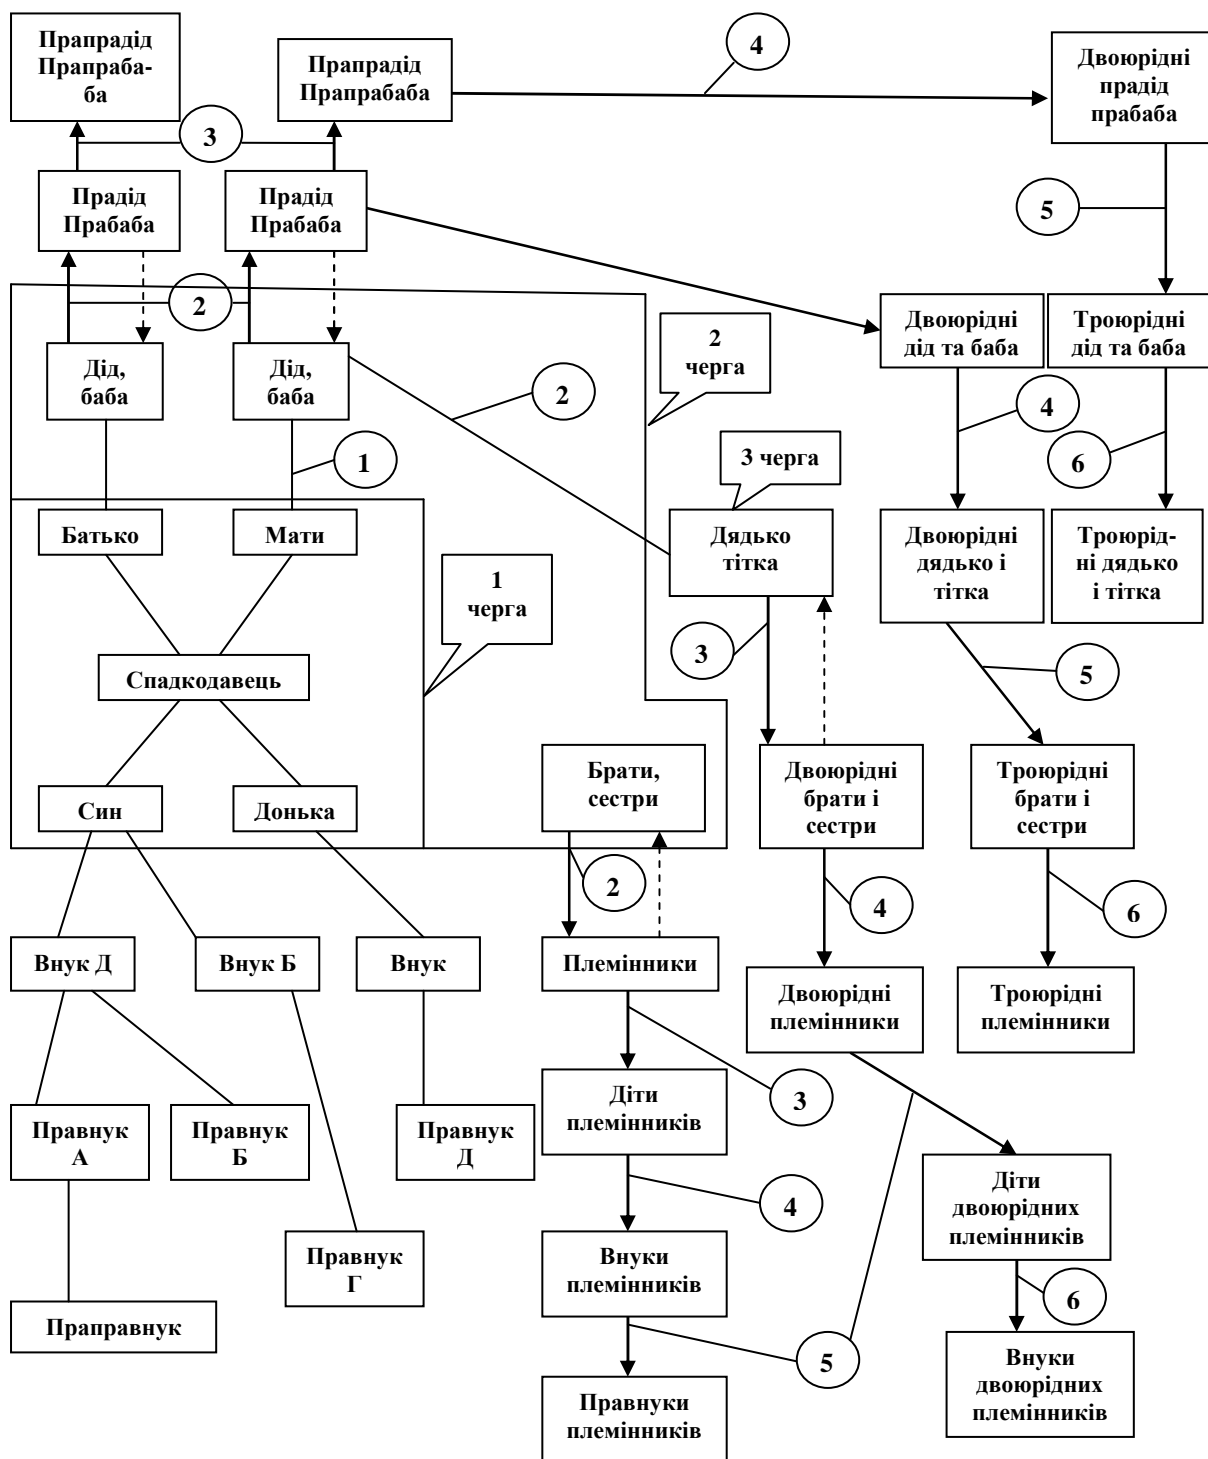 Прапрадід
Прапраба-
ба
Прапрадід
Прапрабаба
4
Двоюрідні
прадід
прабаба
3
Прадід
Прабаба
Прадід
Прабаба
5
2
Двоюрідні
дід та баба
Троюрідні
дід та баба
Дід,
баба
Дід,
баба
2
черга
2
4
1
3 черга
6
Батько
Мати
Дядько
тітка
Двоюрідні
дядько і
тітка
Троюрід-
ні дядько
і тітка
1
черга
3
5
Спадкодавець
Син
Донька
Брати,
сестри
Двоюрідні
брати і
сестри
Троюрідні
брати і
сестри
2
4
6
Внук Д
Внук Б
Внук
Племінники
Двоюрідні
племінники
Троюрідні
племінники
3
Правнук
А
Правнук
Б
Правнук
Д
Діти
племінників
4
Діти
двоюрідних
племінників
Правнук
Г
Внуки
племінників
6
Праправнук
5
Внуки
двоюрідних
племінників
Правнуки
племінників